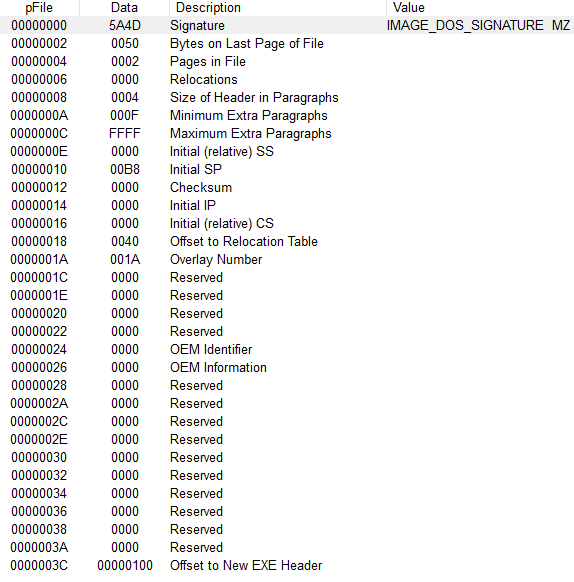 pFile Data Description Value
00000000 5A4D Signature IMAGE_DOS_SIGNATURE MZ
00000002 0050 Bytes on Last Page of File
00000004 0002 Pages in File
00000006 0000 Relocations
00000008 0004 Size of Header in Paragraphs
0000000A 000F Minimum Extra Paragraphs
0000000C FFFF Maximum Extra Paragraphs
0000000E 0000 Initial (relative) SS
00000010 00B8 Initial SP
00000012 0000 Checksum
00000014 0000 Initial IP
00000016 0000 Initial (relative) CS
00000018 0040 Offset to Relocation Table
0000001A 001A Overlay Number
0000001C 0000 Reserved
0000001E 0000 Reserved
00000020 0000 Reserved
00000022 0000 Reserved
00000024 0000 OEM Identifier
00000026 0000 OEM Information
00000028 0000 Reserved
0000002A 0000 Reserved
0000002C 0000 Reserved
0000002E 0000 Reserved
00000030 0000 Reserved
00000032 0000 Reserved
00000034 0000 Reserved
00000036 0000 Reserved
00000038 0000 Reserved
0000003A 0000 Reserved
0000003C 00000100 Offset to New EXE Header